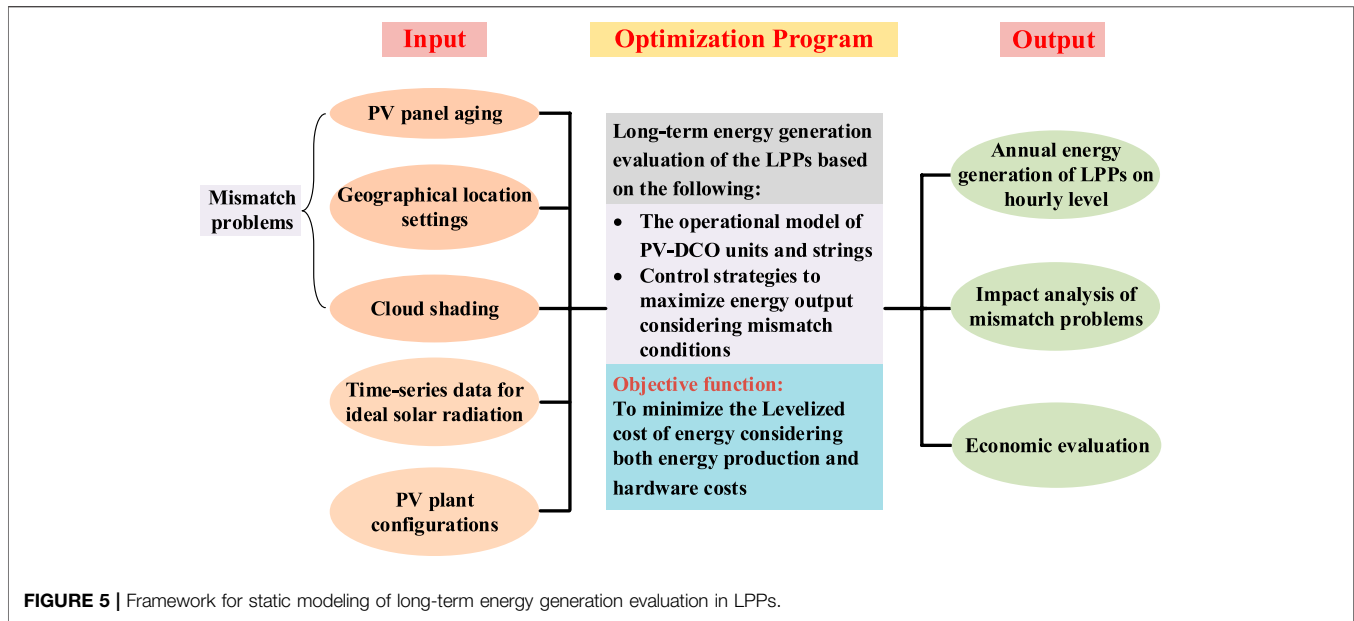 Input
Optimization Program
Output
Mismatch
problems
PV panel aging
Geographical location
settings
Cloud shading
Time-series data for
ideal solar radiation
PV plant
configurations
Long-term energy generation
evaluation of the LPPs based
on the following:
• The operational model of
PV-DCO units and strings
• Control strategies to
maximize energy output
considering mismatch
conditions
Objective function:
To minimize the Levelized
cost of energy considering
both energy production and
hardware costs
Annual energy
generation of LPPs on
hourly level
Impact analysis of
mismatch problems
Economic evaluation
FIGURE 5 | Framework for static modeling of long-term energy generation evaluation in LPPs.